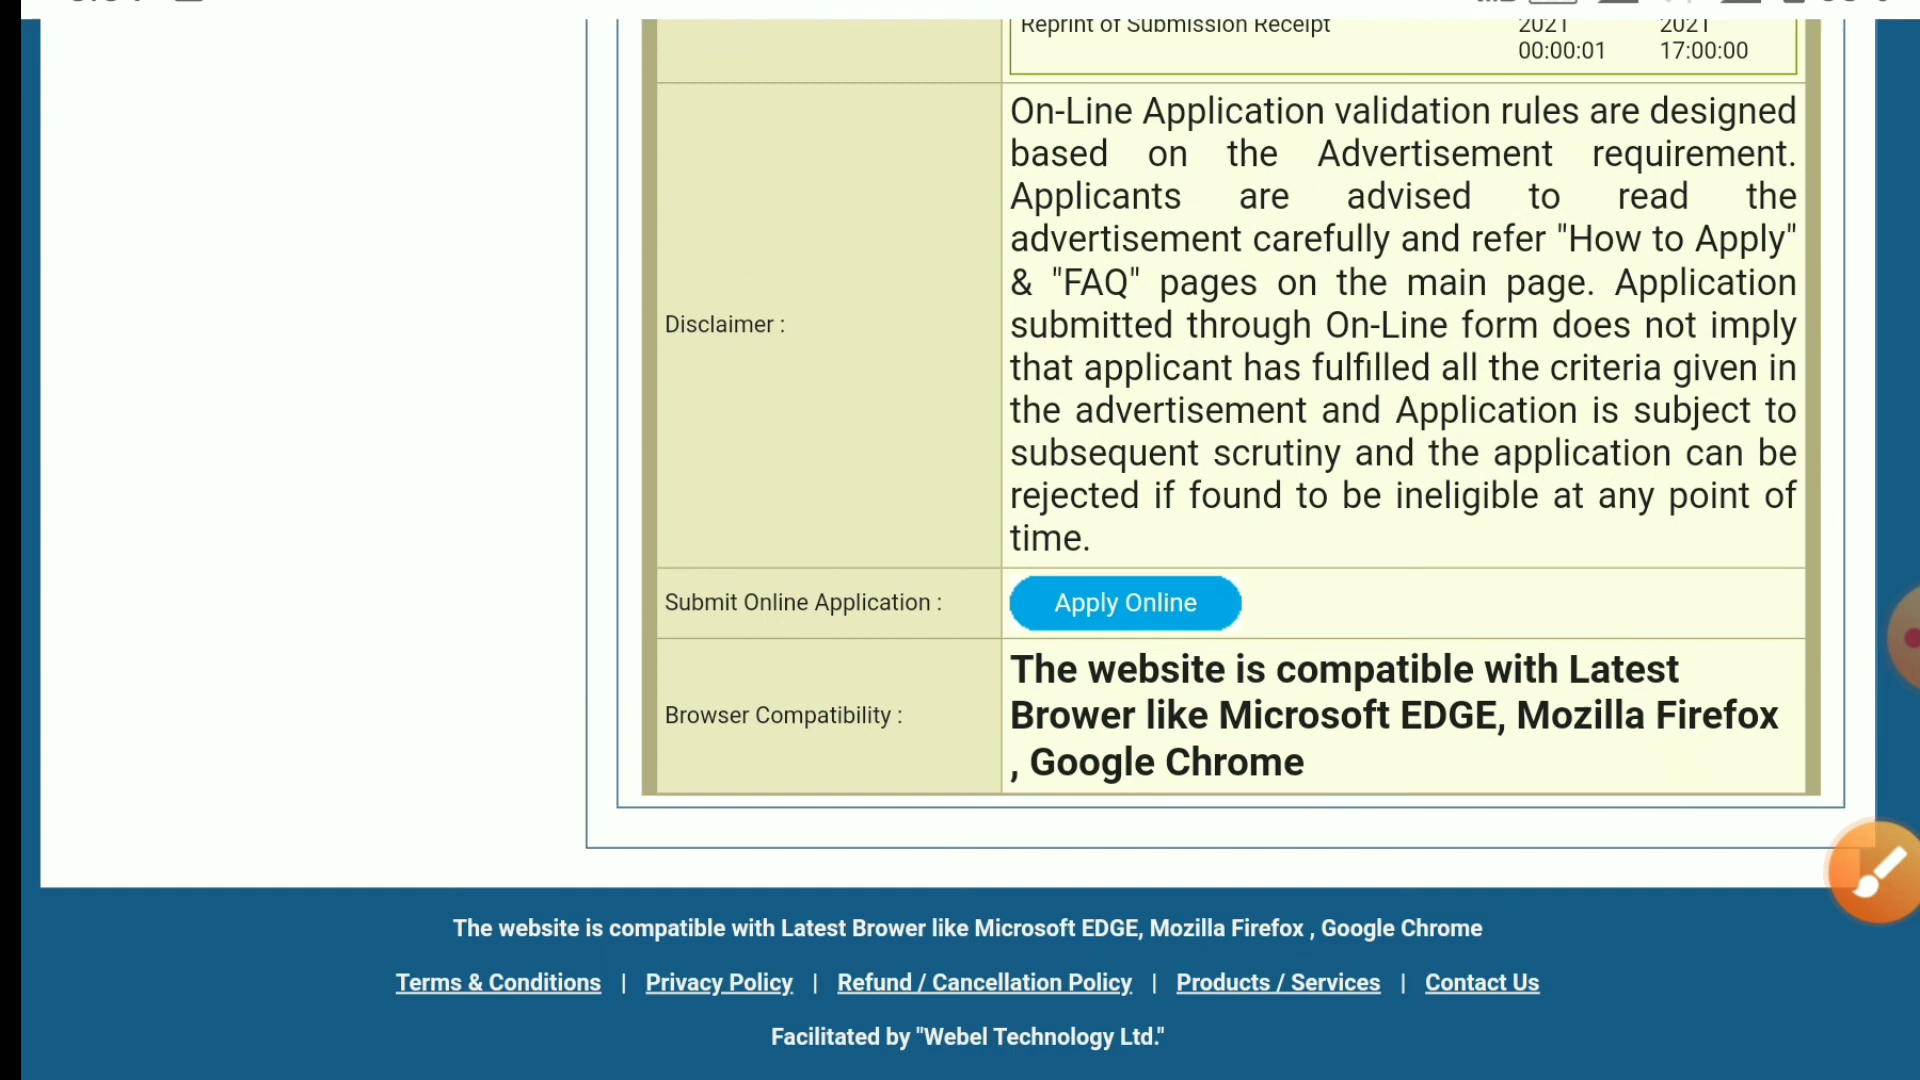 Reprint of Submission Receipt 2021 2021
00:00:01 17:00:00
Disclaimer :
On-Line Application validation rules are designed
based on the Advertisement requirement.
Applicants are advised to read the
advertisement carefully and refer "How to Apply"
& "FAQ" pages on the main page. Application
submitted through On-Line form does not imply
that applicant has fulfilled all the criteria given in
the advertisement and Application is subject to
subsequent scrutiny and the application can be
rejected if found to be ineligible at any point of
time.
Submit Online Application :
Apply Online
Browser Compatibility :
The website is compatible with Latest
Brower like Microsoft EDGE, Mozilla Firefox
, Google Chrome
The website is compatible with Latest Brower like Microsoft EDGE, Mozilla Firefox , Google Chrome
Terms & Conditions | Privacy Policy | Refund / Cancellation Policy | Products / Services | Contact Us
Facilitated by "Webel Technology Ltd."